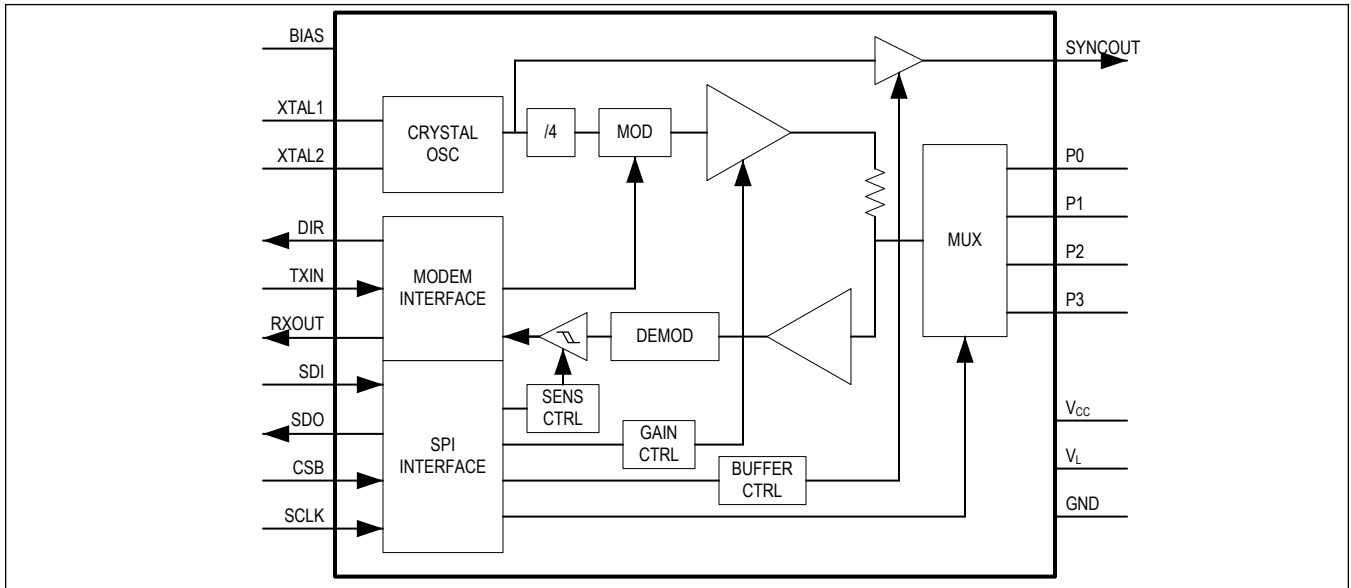 BIAS
SYNCOUT
XTAL1
XTAL2
CRYSTAL
OSC
/4
MOD
P0
P1
P2
P3
MUX
DIR
TXIN
RXOUT
MODEM
INTERFACE
DEMOD
SDI
SDO
CSB
SCLK
SPI
INTERFACE
SENS
CTRL
GAIN
CTRL
BUFFER
CTRL
VCC
VL
GND